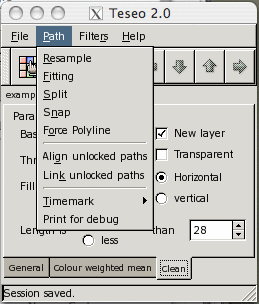 Teseo 2.0
File Path Filters Help
Resample
Fitting
Split
Snap
Force Polyline
Align unlocked paths
Link unlocked paths
Timemark
Print for debug
examp
Para
Bas
New layer
Thr
Transparent
Fill
Horizontal
vertical
Length is
than
28
less
General Colour weighted mean Clean
Session saved.